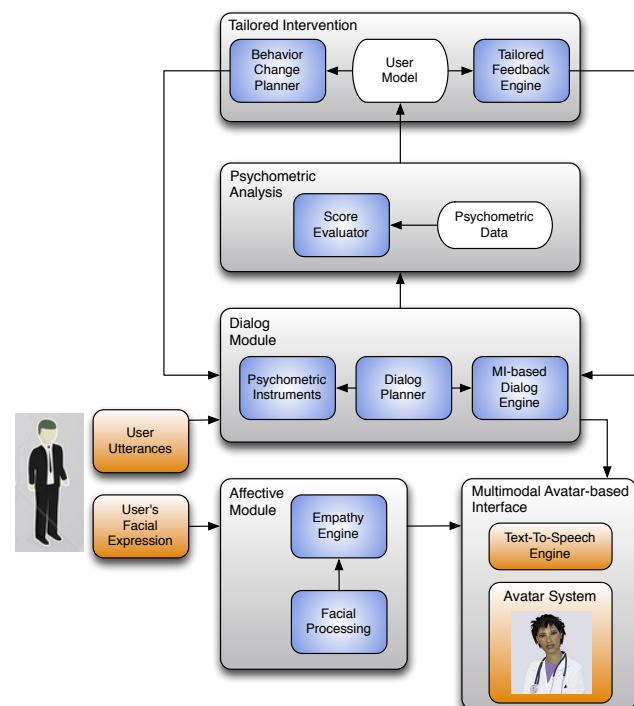 Tailored Intervention
Behavior
Change
Planner
User
Model
Tailored
Feedback
Engine
Psychometric
Analysis
Score
Evaluator
Psychometric
Data
Dialog
Module
Psychometric
Instruments
Dialog
Planner
MI-based
Dialog
Engine
User
Utterances
User's
Facial
Expression
Affective
Module
Empathy
Engine
Facial
Processing
Multimodal Avatar-based
Interface
Text-To-Speech
Engine
Avatar System